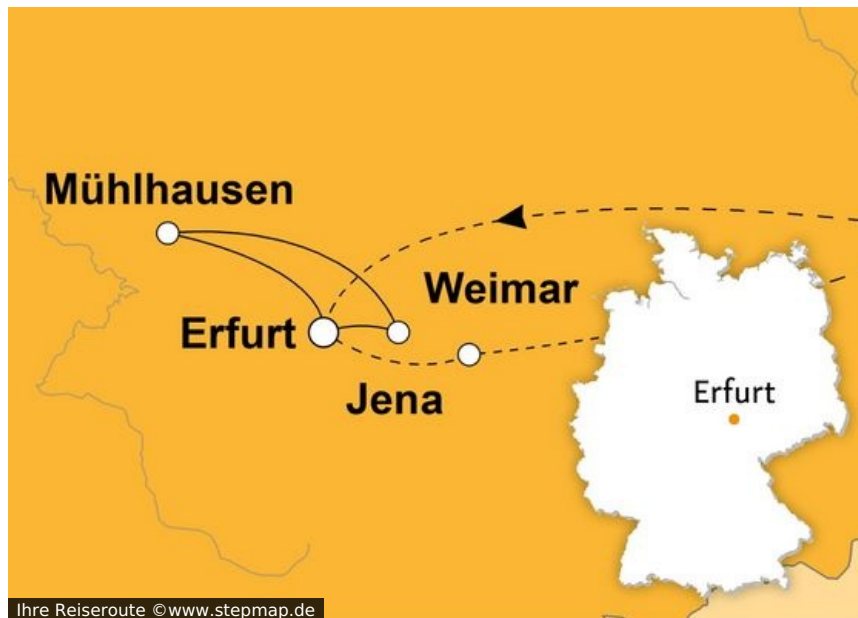 Mühlhausen
Weimar
Erfurt
Jena
Erfurt
Ihre Reiseroute ©www.stepmap.de